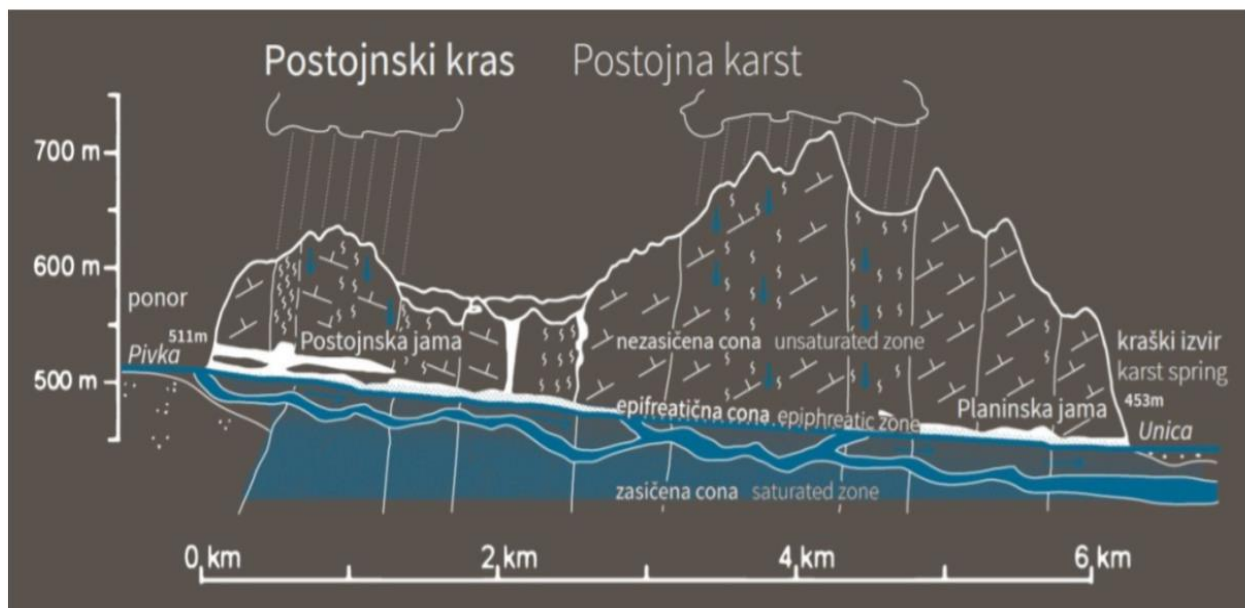 Postojnski kras Postojna karst
700 m
600 m
ponor
511m
Pivka
Postojnska jama
nezasičena cona unsaturated zone
kraški izvir
karst spring
500 m
453m
epifreatična cona epiphreatic zone
Planinska jama
Unica
zasičena cona saturated zone
0 km 2 km 4 km 6 km